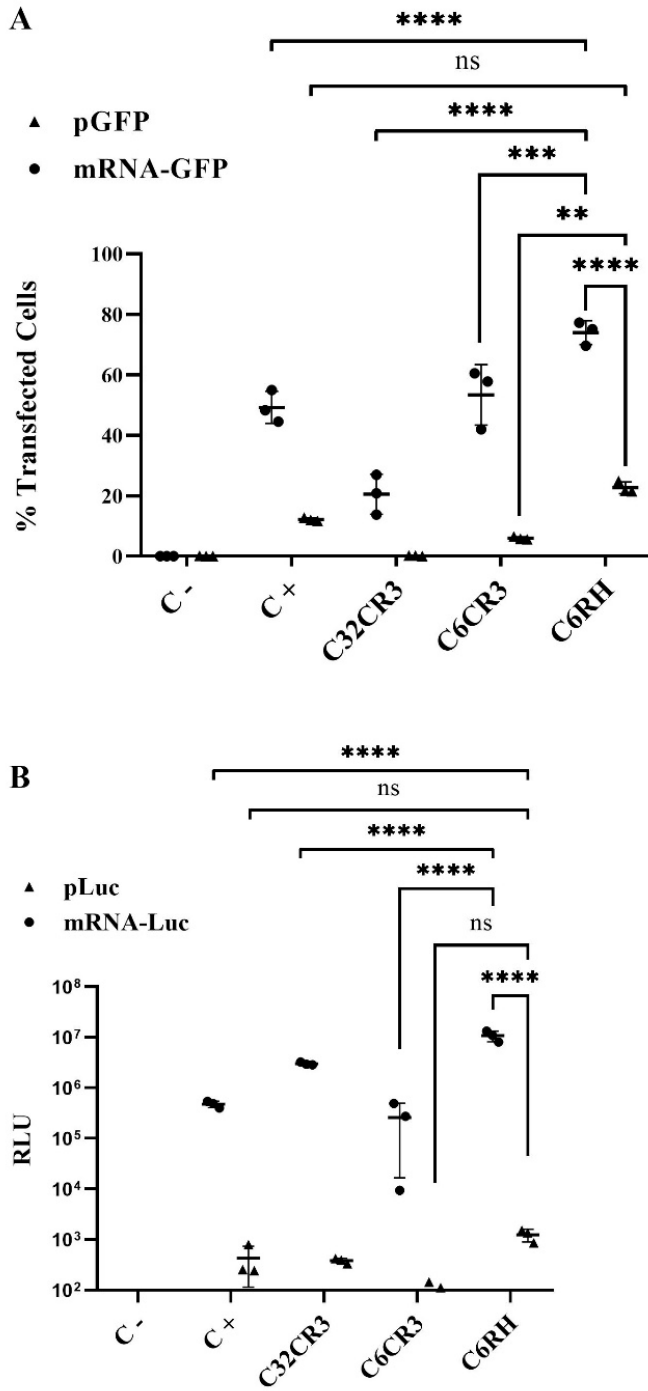 A
****
ns
****
***
**
****
pGFP
mRNA-GFP
% Transfected Cells
100
80
60
40
20
0
C -
C +
C32CR3
C6CR3
C6RH
B
****
ns
****
****
ns
****
pLuc
mRNA-Luc
RLU
10⁸
10⁷
10⁶
10⁵
10⁴
10³
10²
C -
C +
C32CR3
C6CR3
C6RH